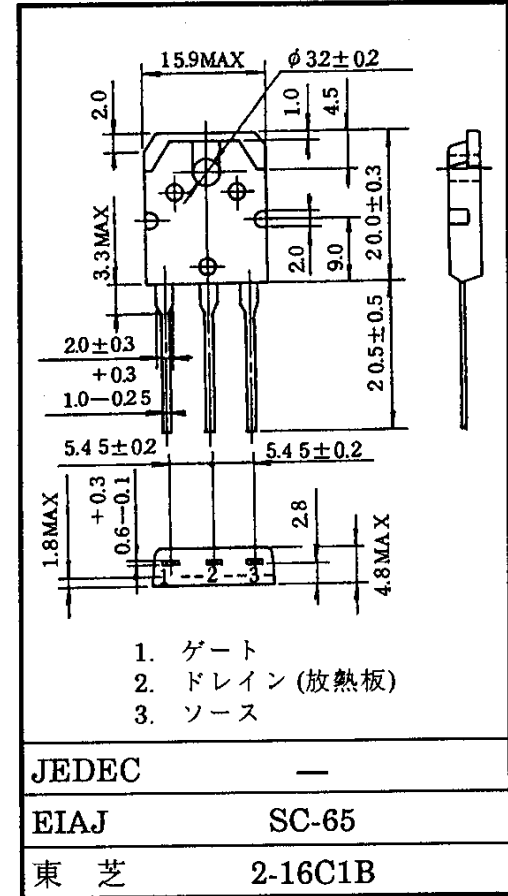 15.9MAX
φ 3.2±0.2
2.0
1.0
4.5
3.3MAX
2.0
9.0
20.0±0.3
2.0±0.3
+0.3
1.0−0.25
20.5±0.5
5.45±0.2
5.45±0.2
1.8MAX
+0.3
0.6−0.1
2.8
4.8MAX
1 2 3
1. ゲート
2. ドレイン (放熱板)
3. ソース
JEDEC —
EIAJ SC-65
東 芝 2-16C1B